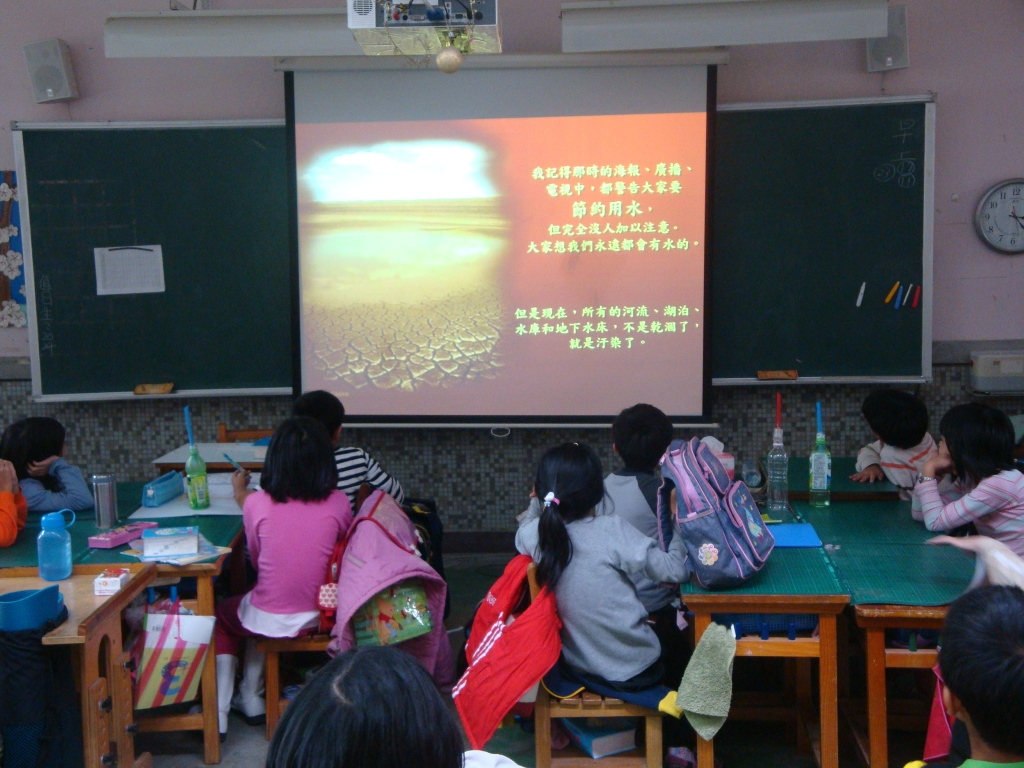 我記得那時的海報、廣播、
電視中，都警告大家要
節約用水，
但完全沒人加以注意。
大家想我們永遠都會有水的。
但是現在，所有的河流、湖泊、
水庫和地下水床，不是乾涸了，
就是汙染了。